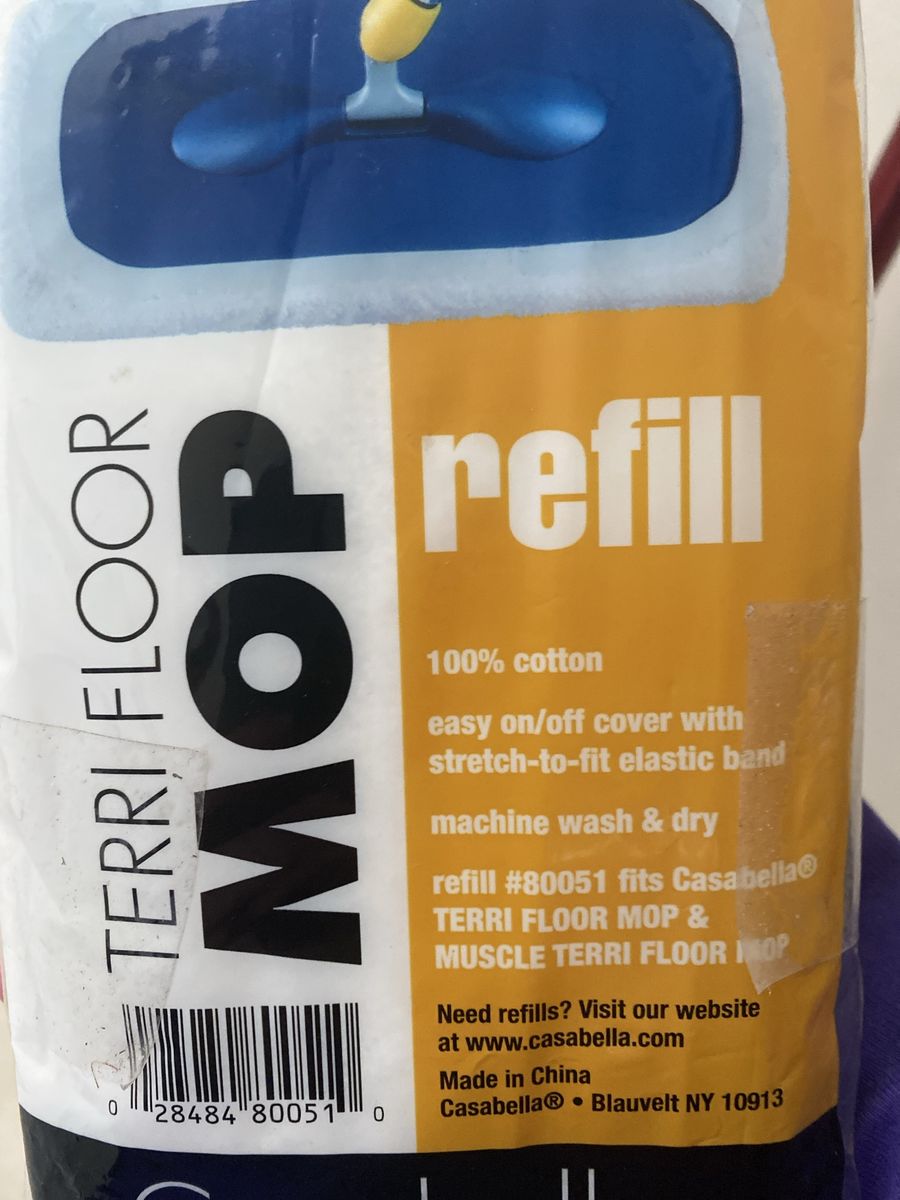 TERRI FLOOR
MOP
refill
100% cotton
easy on/off cover with
stretch-to-fit elastic band
machine wash & dry
refill #80051 fits Casabella®
TERRI FLOOR MOP &
MUSCLE TERRI FLOOR MOP
Need refills? Visit our website
at www.casabella.com
Made in China
Casabella® • Blauvelt NY 10913
0 28484 80051 0